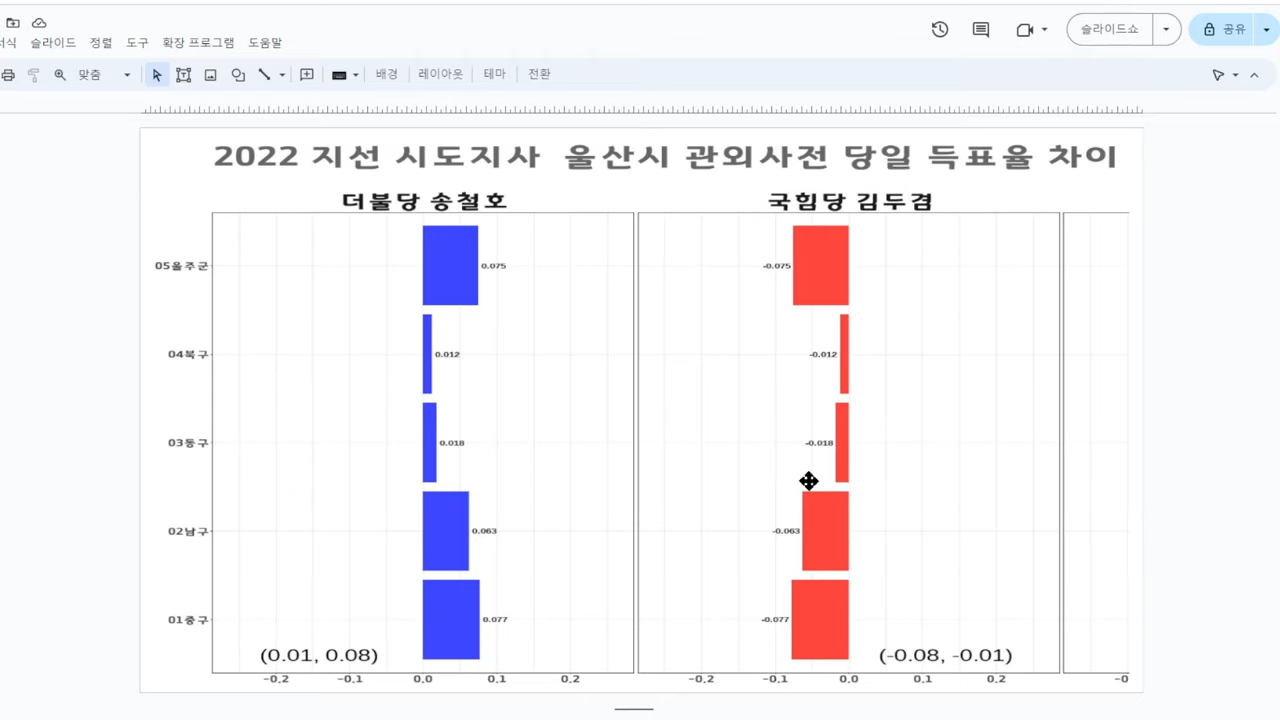 서식 슬라이드 정렬 도구 확장 프로그램 도움말
슬라이드쇼
공유
맞춤
배경 레이아웃 테마 전환
2022 지선 시도지사 울산시 관외사전 당일 득표율 차이
더불당 송철호
국힘당 김두겸
05울주군
0.075
-0.075
04북구
0.012
-0.012
03동구
0.018
-0.018
02남구
0.063
-0.063
01중구
0.077
-0.077
(0.01, 0.08)
(-0.08, -0.01)
-0.2 -0.1 0.0 0.1 0.2
-0.2 -0.1 0.0 0.1 0.2
-0